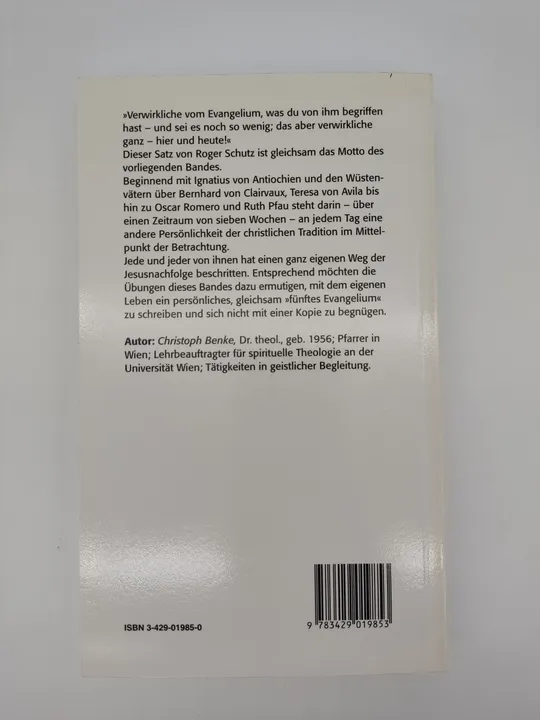 »Verwirkliche vom Evangelium, was du von ihm begriffen
hast – und sei es noch so wenig; das aber verwirkliche
ganz – hier und heute!«
Dieser Satz von Roger Schutz ist gleichsam das Motto des
vorliegenden Bandes.
Beginnend mit Ignatius von Antiochien und den Wüsten-
vätern über Bernhard von Clairvaux, Teresa von Avila bis
hin zu Oscar Romero und Ruth Pfau steht darin – über
einen Zeitraum von sieben Wochen – an jedem Tag eine
andere Persönlichkeit der christlichen Tradition im Mittel-
punkt der Betrachtung.
Jede und jeder von ihnen hat einen ganz eigenen Weg der
Jesusnachfolge beschritten. Entsprechend möchten die
Übungen dieses Bandes dazu ermutigen, mit dem eigenen
Leben ein persönliches, gleichsam »fünftes Evangelium«
zu schreiben und sich nicht mit einer Kopie zu begnügen.
Autor: Christoph Benke, Dr. theol., geb. 1956; Pfarrer in
Wien; Lehrbeauftragter für spirituelle Theologie an der
Universität Wien; Tätigkeiten in geistlicher Begleitung.
ISBN 3-429-01985-0
9 783429 019853